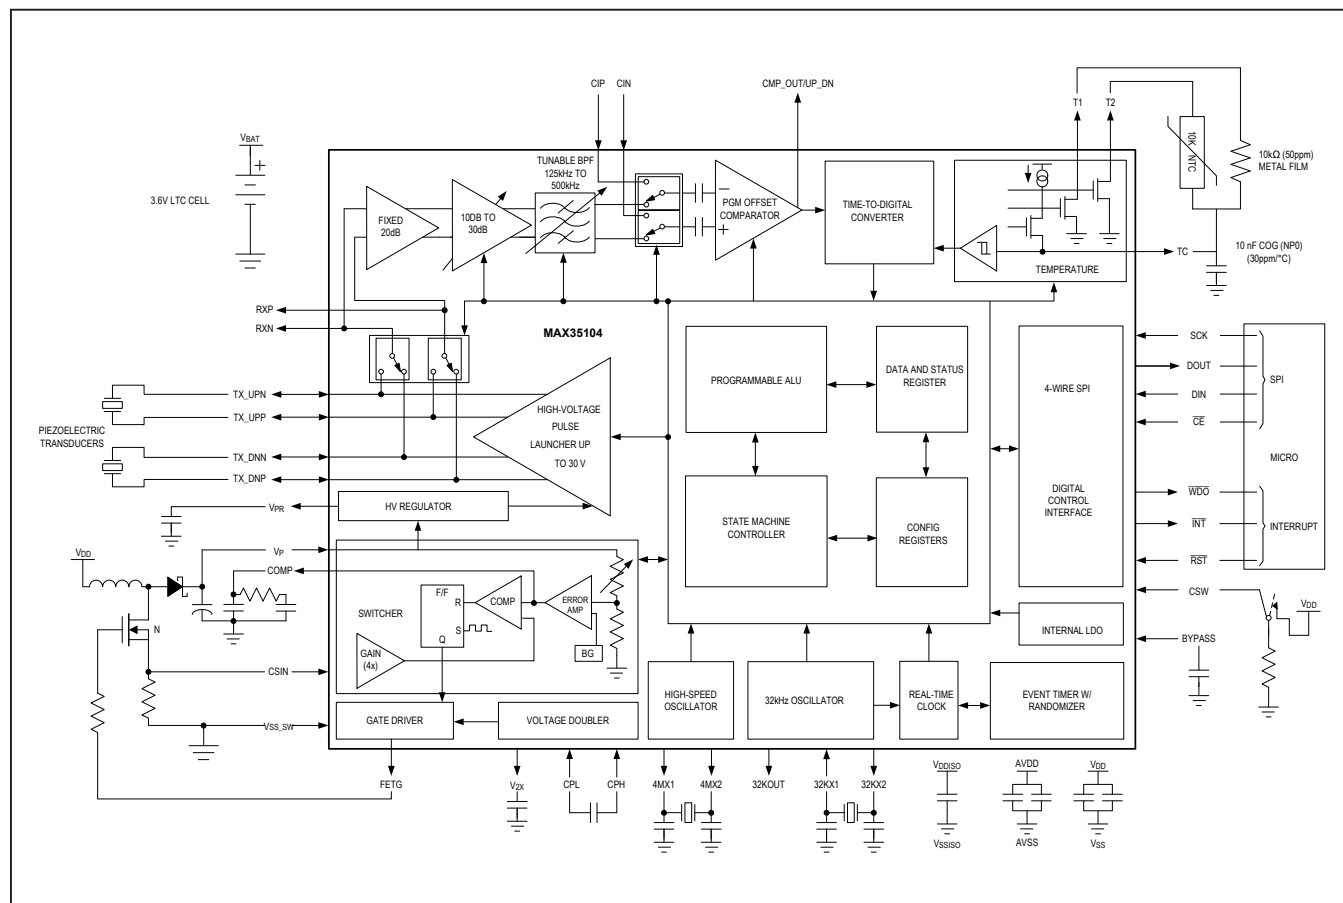 CIP
CIN
CMP_OUT/UP_DN
T1
T2
VBAT
+
3.6V LTC CELL
TUNABLE BPF
125kHz TO
500kHz
10K NTC
10kΩ (50ppm)
METAL FILM
FIXED
20dB
10DB TO
30dB
−
+
PGM OFFSET
COMPARATOR
TIME-TO-DIGITAL
CONVERTER
TEMPERATURE
TC
10 nF COG (NP0)
(30ppm/°C)
RXP
RXN
MAX35104
TX_UPN
TX_UPP
PIEZOELECTRIC
TRANSDUCERS
TX_DNN
TX_DNP
HIGH-VOLTAGE
PULSE
LAUNCHER UP
TO 30 V
PROGRAMMABLE ALU
DATA AND STATUS
REGISTER
STATE MACHINE
CONTROLLER
CONFIG
REGISTERS
4-WIRE SPI
DIGITAL
CONTROL
INTERFACE
SCK
DOUT
DIN
CE
SPI
MICRO
WDO
INT
RST
INTERRUPT
CSW
VDD
BYPASS
INTERNAL LDO
VPR
HV REGULATOR
VDD
VP
COMP
N
CSIN
VSS_SW
SWITCHER
F/F
R
S
Q
COMP
ERROR
AMP
BG
GAIN
(4x)
GATE DRIVER
VOLTAGE DOUBLER
HIGH-SPEED
OSCILLATOR
32kHz OSCILLATOR
REAL-TIME
CLOCK
EVENT TIMER W/
RANDOMIZER
FETG
V2X
CPL
CPH
4MX1
4MX2
32KOUT
32KX1
32KX2
VDDISO
VSSISO
AVDD
AVSS
VDD
VSS